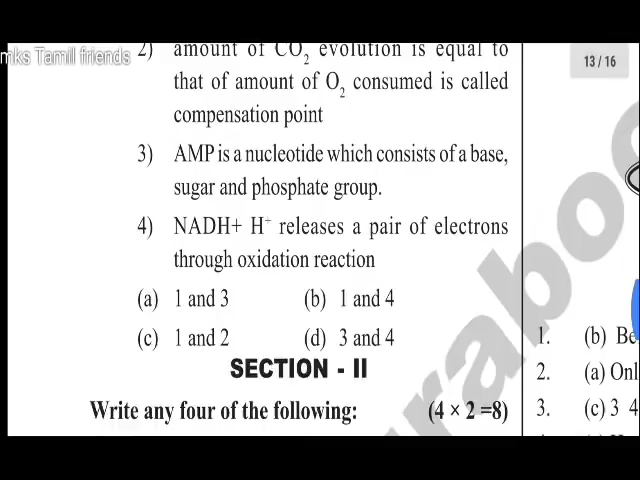 mks Tamil friends
2) amount of CO₂ evolution is equal to
that of amount of O₂ consumed is called
compensation point
3) AMP is a nucleotide which consists of a base,
sugar and phosphate group.
4) NADH+ H⁺ releases a pair of electrons
through oxidation reaction
(a) 1 and 3 (b) 1 and 4
(c) 1 and 2 (d) 3 and 4
SECTION - II
Write any four of the following: (4 × 2 =8)
13 / 16
1. (b) Be
2. (a) Onl
3. (c) 3 4